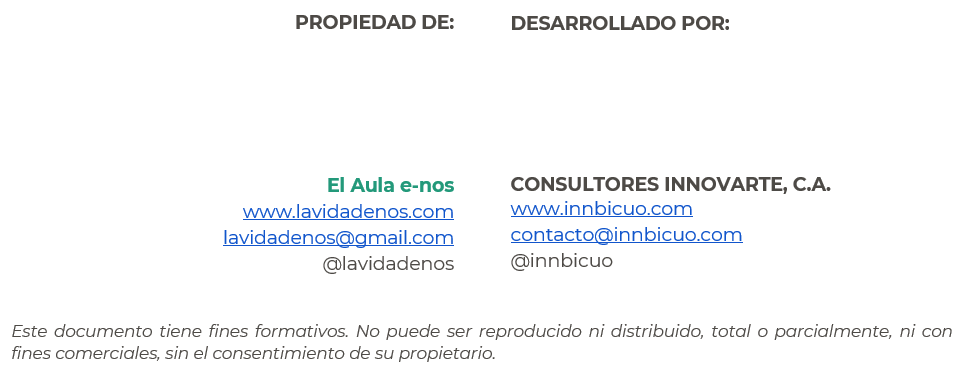 PROPIEDAD DE:
El Aula e-nos
www.lavidadenos.com
lavidadenos@gmail.com
@lavidadenos
DESARROLLADO POR:
CONSULTORES INNOVARTE, C.A.
www.innbicuo.com
contacto@innbicuo.com
@innbicuo
Este documento tiene fines formativos. No puede ser reproducido ni distribuido, total o parcialmente, ni con
fines comerciales, sin el consentimiento de su propietario.